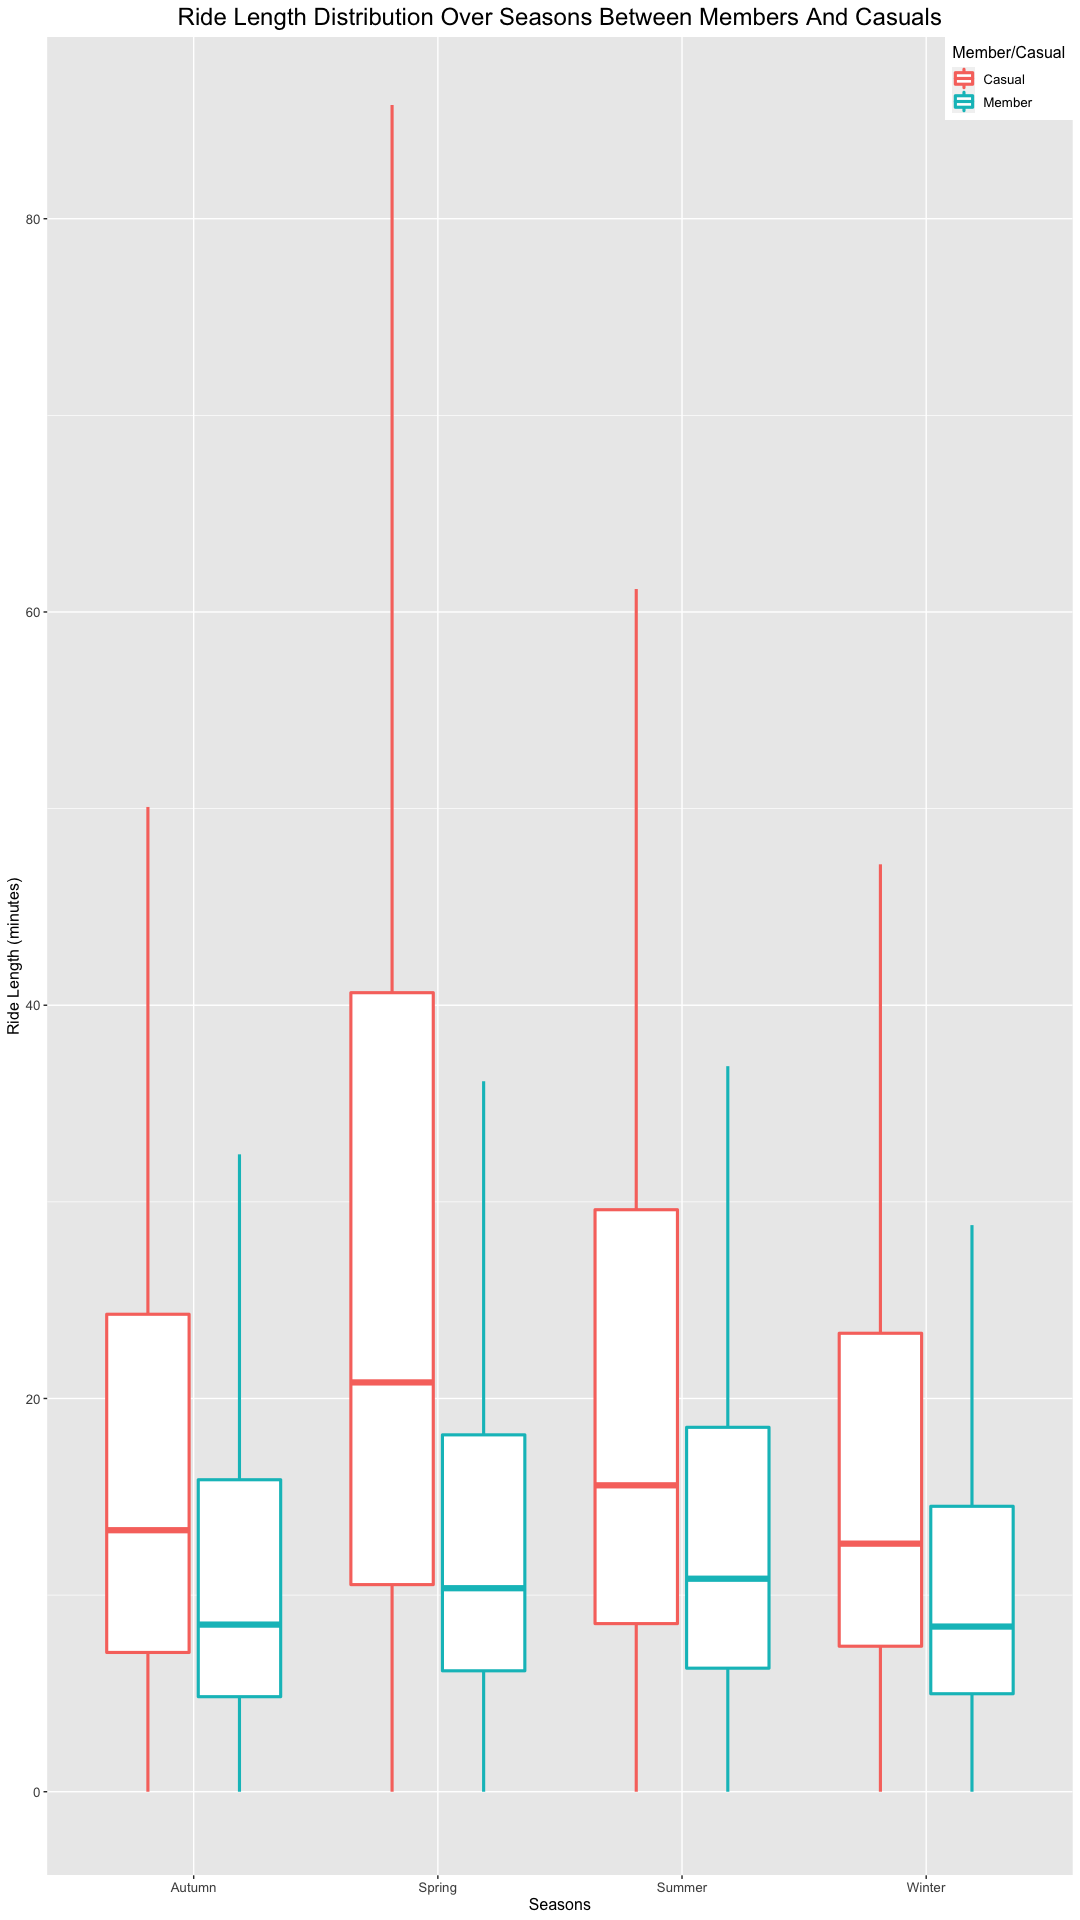 Ride Length Distribution Over Seasons Between Members And Casuals
Member/Casual
Casual
Member
80
60
40
20
0
Ride Length (minutes)
Autumn Spring Summer Winter
Seasons